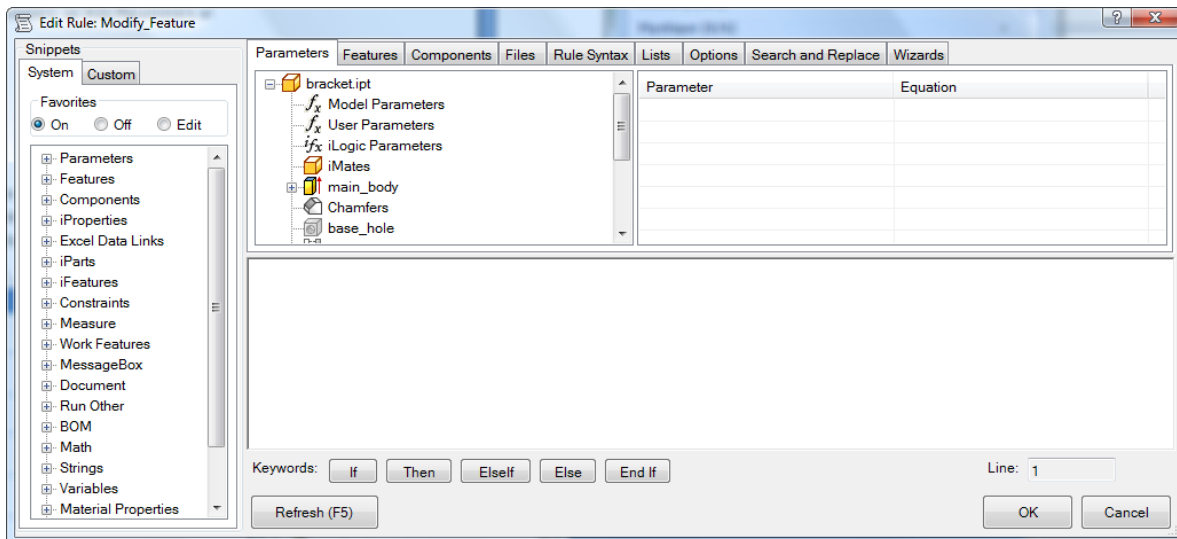 Edit Rule: Modify_Feature
Snippets
System Custom
Favorites
On Off Edit
Parameters
Features
Components
iProperties
Excel Data Links
iParts
iFeatures
Constraints
Measure
Work Features
MessageBox
Document
Run Other
BOM
Math
Strings
Variables
Material Properties
Parameters Features Components Files Rule Syntax Lists Options Search and Replace Wizards
bracket.ipt
fx Model Parameters
fx User Parameters
ifx iLogic Parameters
iMates
main_body
Chamfers
base_hole
Parameter Equation
Keywords: If Then ElseIf Else End If Line: 1
Refresh (F5) OK Cancel